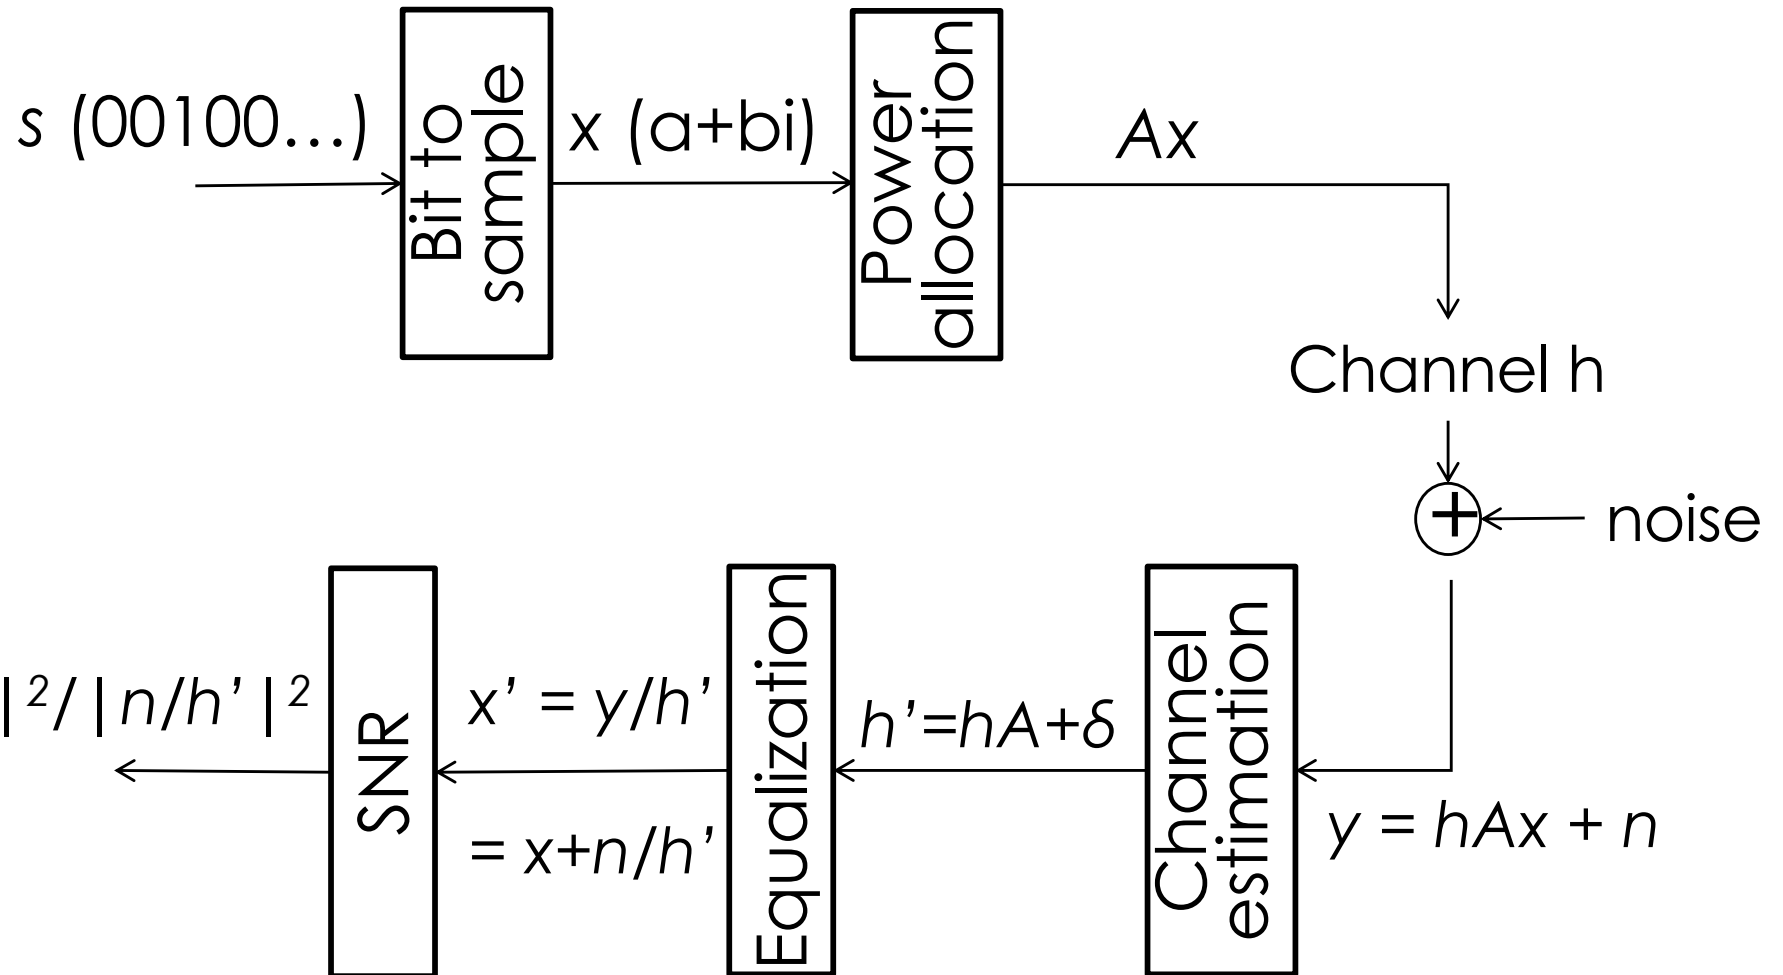 s (00100…)
Bit to
sample
x (a+bi)
Power
allocation
Ax
Channel h
+
noise
y = hAx + n
Channel
estimation
h’=hA+δ
Equalization
x’ = y/h’
= x+n/h’
SNR
|²/|n/h’|²